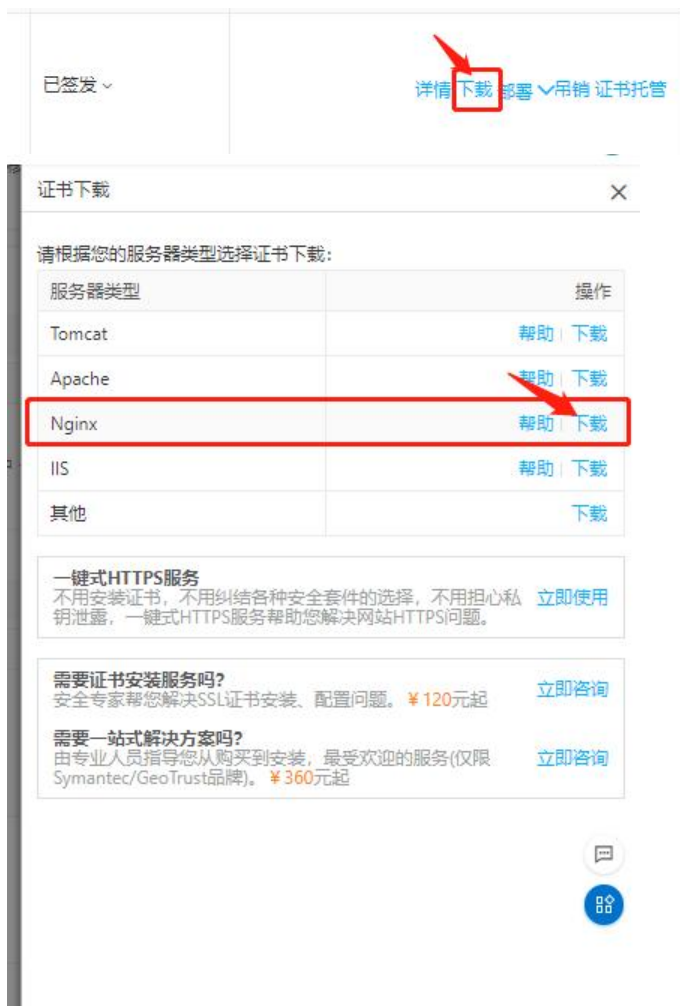 已签发
详情 下载 部署 吊销 证书托管
证书下载
请根据您的服务器类型选择证书下载:
服务器类型 操作
Tomcat 帮助 下载
Apache 帮助 下载
Nginx 帮助 下载
IIS 帮助 下载
其他 下载
一键式HTTPS服务
不用安装证书，不用纠结各种安全套件的选择，不用担心私 立即使用
钥泄露，一键式HTTPS服务帮助您解决网站HTTPS问题。
需要证书安装服务吗?
安全专家帮您解决SSL证书安装、配置问题。¥120元起 立即咨询
需要一站式解决方案吗?
由专业人员指导您从购买到安装，最受欢迎的服务(仅限 立即咨询
Symantec/GeoTrust品牌)。¥360元起